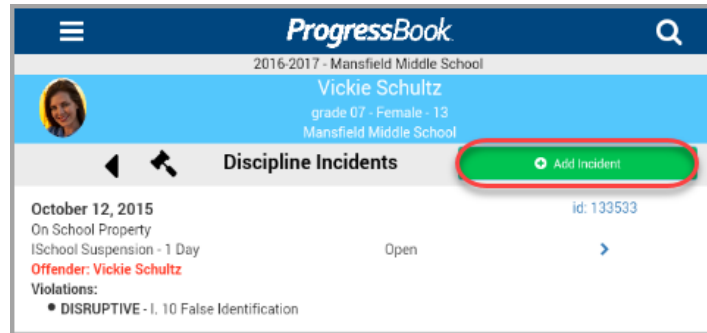 ProgressBook
2016-2017 - Mansfield Middle School
Vickie Schultz
grade 07 - Female - 13
Mansfield Middle School
Discipline Incidents
Add Incident
October 12, 2015 id: 133533
On School Property
ISchool Suspension - 1 Day Open
Offender: Vickie Schultz
Violations:
• DISRUPTIVE - I. 10 False Identification